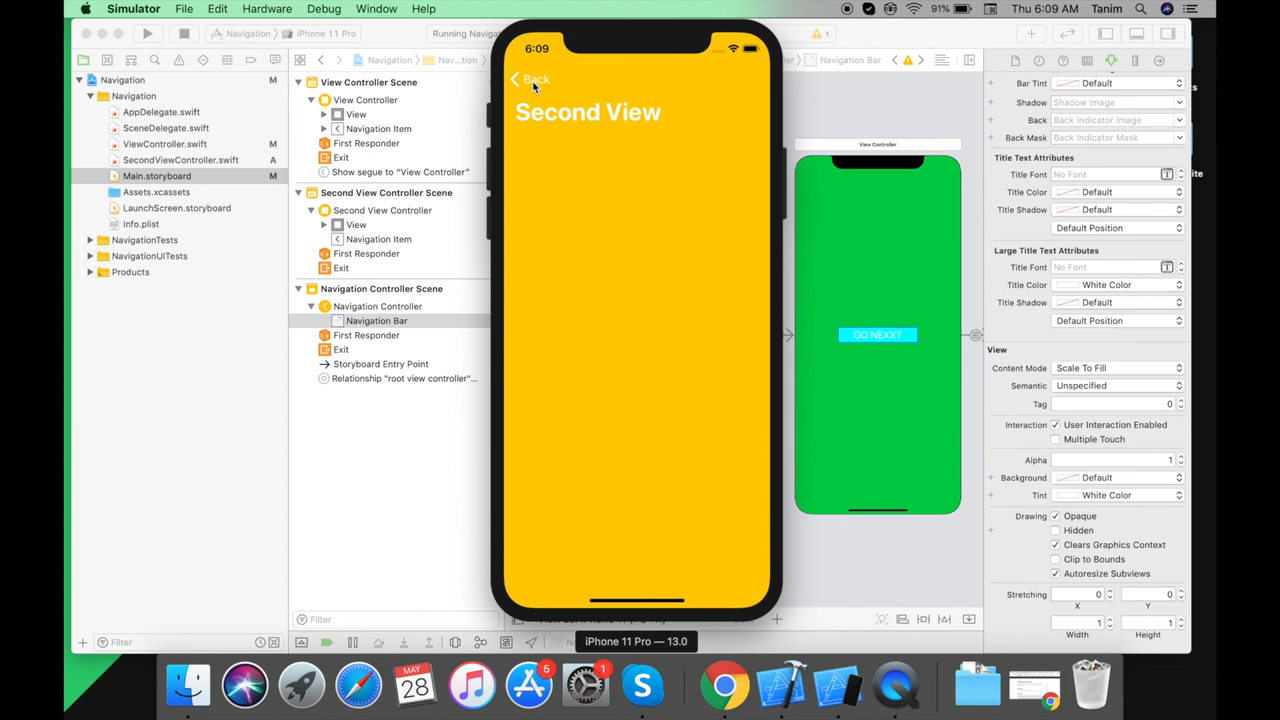 Simulator File Edit Hardware Debug Window Help
91% Thu 6:09 AM Tanim
Navigation iPhone 11 Pro
Running Navig
1
Navigation
M
Navigation
AppDelegate.swift
SceneDelegate.swift
ViewController.swift
M
SecondViewController.swift
A
Main.storyboard
M
Assets.xcassets
LaunchScreen.storyboard
Info.plist
NavigationTests
NavigationUITests
Products
Filter
Navigation
Nav...tion
Navigation Bar
View Controller Scene
View Controller
View
Navigation Item
First Responder
Exit
Show segue to “View Controller”
Second View Controller Scene
Second View Controller
View
Navigation Item
First Responder
Exit
Navigation Controller Scene
Navigation Controller
Navigation Bar
First Responder
Exit
Storyboard Entry Point
Relationship “root view controller”...
Filter
6:09
Back
Second View
iPhone 11 Pro — 13.0
View Controller
GO NEXXT
Bar Tint Default
Shadow Shadow Image
Back Back Indicator Image
Back Mask Back Indicator Mask
Title Text Attributes
Title Font No Font
Title Color Default
Title Shadow Default
Default Position
Large Title Text Attributes
Title Font No Font
Title Color White Color
Title Shadow Default
Default Position
View
Content Mode Scale To Fill
Semantic Unspecified
Tag 0
Interaction User Interaction Enabled
Multiple Touch
Alpha 1
Background Default
Tint White Color
Drawing Opaque
Hidden
Clears Graphics Context
Clip to Bounds
Autoresize Subviews
Stretching 0 0
X Y
1 1
Width Height
MAY
28
5
1